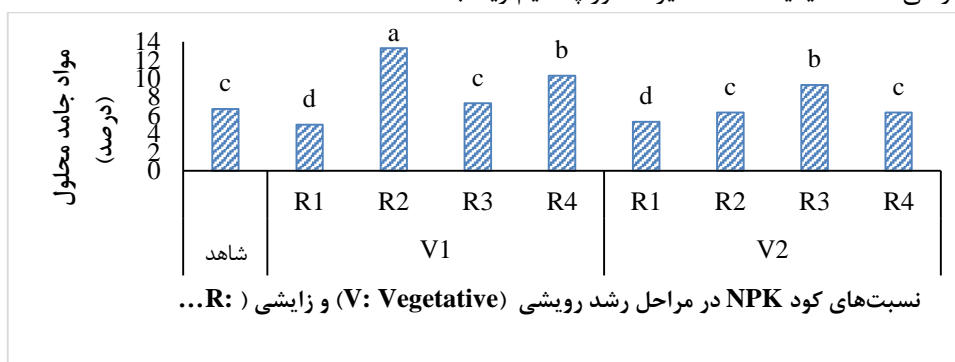 14
12
10
8
6
4
2
0
مواد جامد محلول
(درصد)
c
d
a
c
b
d
c
b
c
R1
R2
R3
R4
R1
R2
R3
R4
شاهد
V1
V2
نسبت‌های کود NPK در مراحل رشد رویشی (V: Vegetative) و زایشی ( R:...